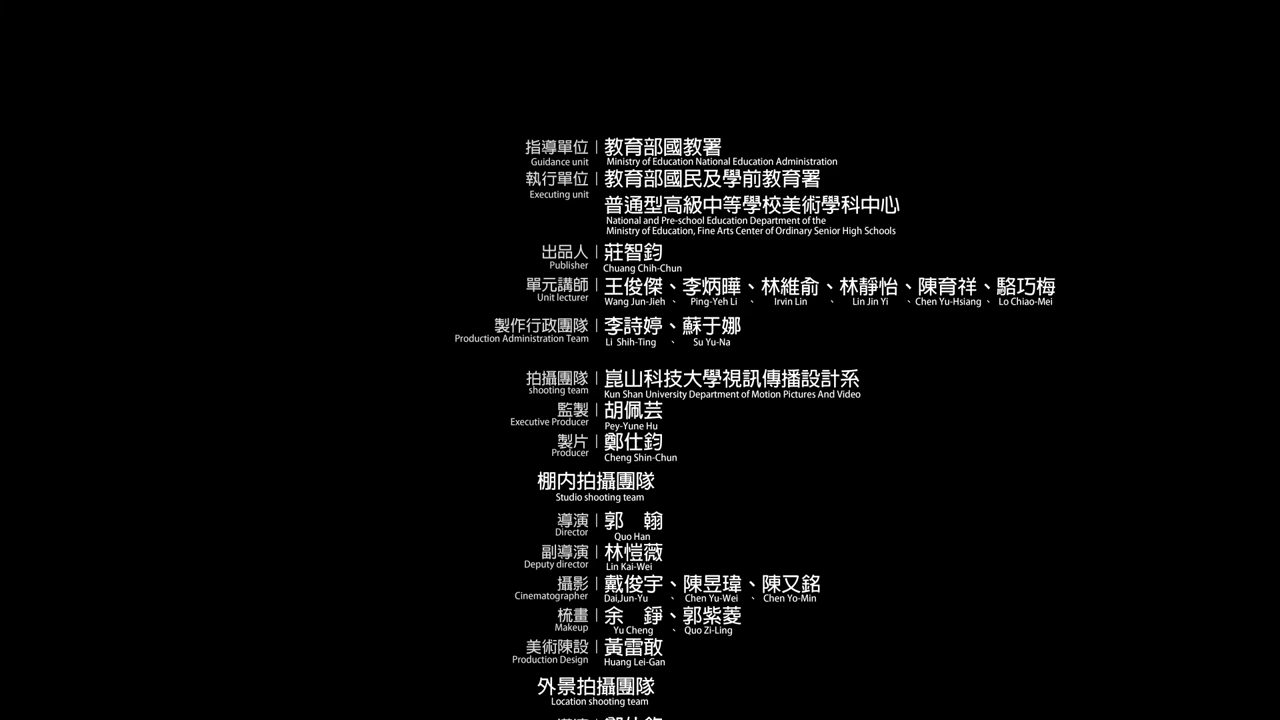 指導單位 | 教育部國教署
Guidance unit Ministry of Education National Education Administration
執行單位 | 教育部國民及學前教育署
Executing unit
普通型高級中等學校美術學科中心
National and Pre-school Education Department of the
Ministry of Education, Fine Arts Center of Ordinary Senior High Schools
出品人 | 莊智鈞
Publisher Chuang Chih-Chun
單元講師 | 王俊傑、李炳曄、林維俞、林靜怡、陳育祥、駱巧梅
Unit lecturer Wang Jun-Jieh 、 Ping-Yeh Li 、 Irvin Lin 、 Lin Jin Yi 、 Chen Yu-Hsiang 、 Lo Chiao-Mei
製作行政團隊 | 李詩婷、蘇于娜
Production Administration Team Li Shih-Ting 、 Su Yu-Na
拍攝團隊 | 崑山科技大學視訊傳播設計系
shooting team Kun Shan University Department of Motion Pictures And Video
監製 | 胡佩芸
Executive Producer Pey-Yune Hu
製片 | 鄭仕鈞
Producer Cheng Shin-Chun
棚內拍攝團隊
Studio shooting team
導演 | 郭 翰
Director Quo Han
副導演 | 林愷薇
Deputy director Lin Kai-Wei
攝影 | 戴俊宇、陳昱瑋、陳又銘
Cinematographer Dai,Jun-Yu 、 Chen Yu-Wei 、 Chen Yo-Min
梳畫 | 余 錚、郭紫菱
Makeup Yu Cheng 、 Quo Zi-Ling
美術陳設 | 黃雷敢
Production Design Huang Lei-Gan
外景拍攝團隊
Location shooting team